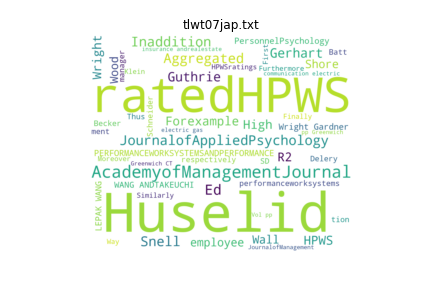 tlwt07jap.txt
Inaddition
PersonnelPsychology
insurance andrealestate
Wright
Wood
manager
Aggregated
First
Gerhart
Batt
HPWSratings
Shore
Klein
Guthrie
Furthermore
communication electric
ratedHPWS
Becker
Thus
Schneider
Forexample
High
Finally
Wright Gardner
ment
electric gas
JournalofAppliedPsychology
PERFORMANCEWORKSYSTEMSANDPERFORMANCE
Moreover
Greenwich CT
respectively
SD
R2
Delery
AcademyofManagementJournal
LEPAK WANG
WANG ANDTAKEUCHI
Ed
performanceworksystems
Similarly
Huselid
Vol pp
tion
Way
Snell
employee
Wall
HPWS
JournalofManagement